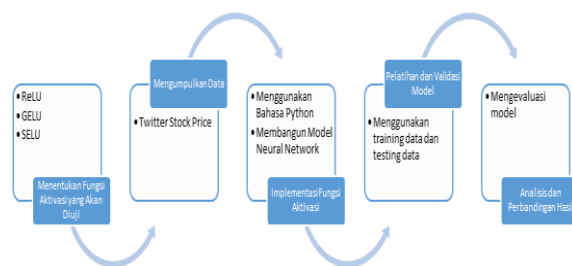 • ReLU
• GELU
• SELU
Menentukan Fungsi
Aktivasi yang Akan
Diuji
Mengumpulkan Data
• Twitter Stock Price
• Menggunakan
Bahasa Python
• Membangun Model
Neural Network
Implementasi Fungsi
Aktivasi
Pelatihan dan Validasi
Model
• Menggunakan
training data dan
testing data
• Mengevaluasi
model
Analisis dan
Perbandingan Hasil